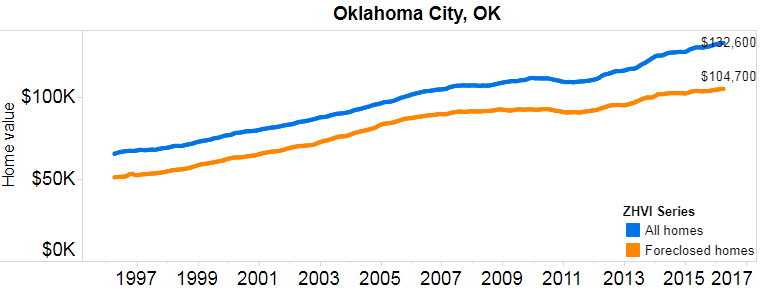 Oklahoma City, OK
$132,600
$104,700
$100K
Home value
$50K
$0K
ZHVI Series
All homes
Foreclosed homes
1997 1999 2001 2003 2005 2007 2009 2011 2013 2015 2017